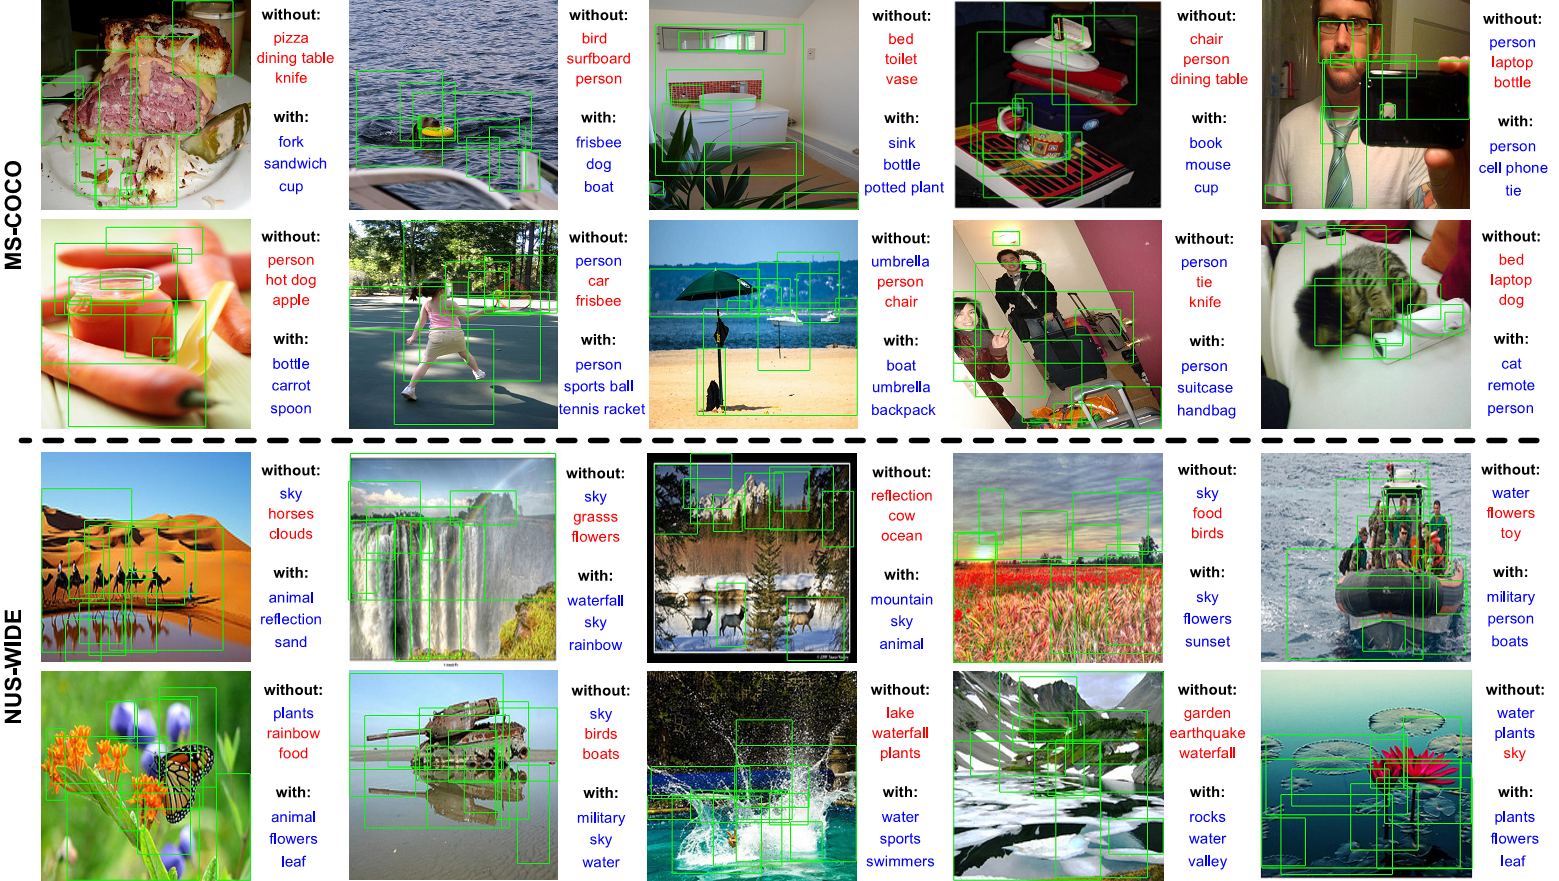 MS-COCO
without:
pizza
dining table
knife
with:
fork
sandwich
cup
without:
bird
surfboard
person
with:
frisbee
dog
boat
without:
bed
toilet
vase
with:
sink
bottle
potted plant
without:
chair
person
dining table
with:
book
mouse
cup
without:
person
laptop
bottle
with:
person
cell phone
tie
without:
person
hot dog
apple
with:
bottle
carrot
spoon
without:
person
car
frisbee
with:
person
sports ball
tennis racket
without:
umbrella
person
chair
with:
boat
umbrella
backpack
without:
person
tie
knife
with:
person
suitcase
handbag
without:
bed
laptop
dog
with:
cat
remote
person
NUS-WIDE
without:
sky
horses
clouds
with:
animal
reflection
sand
without:
sky
grasss
flowers
with:
waterfall
sky
rainbow
without:
reflection
cow
ocean
with:
mountain
sky
animal
without:
sky
food
birds
with:
sky
flowers
sunset
without:
water
flowers
toy
with:
military
person
boats
without:
plants
rainbow
food
with:
animal
flowers
leaf
without:
sky
birds
boats
with:
military
sky
water
without:
lake
waterfall
plants
with:
water
sports
swimmers
without:
garden
earthquake
waterfall
with:
rocks
water
valley
without:
water
plants
sky
with:
plants
flowers
leaf